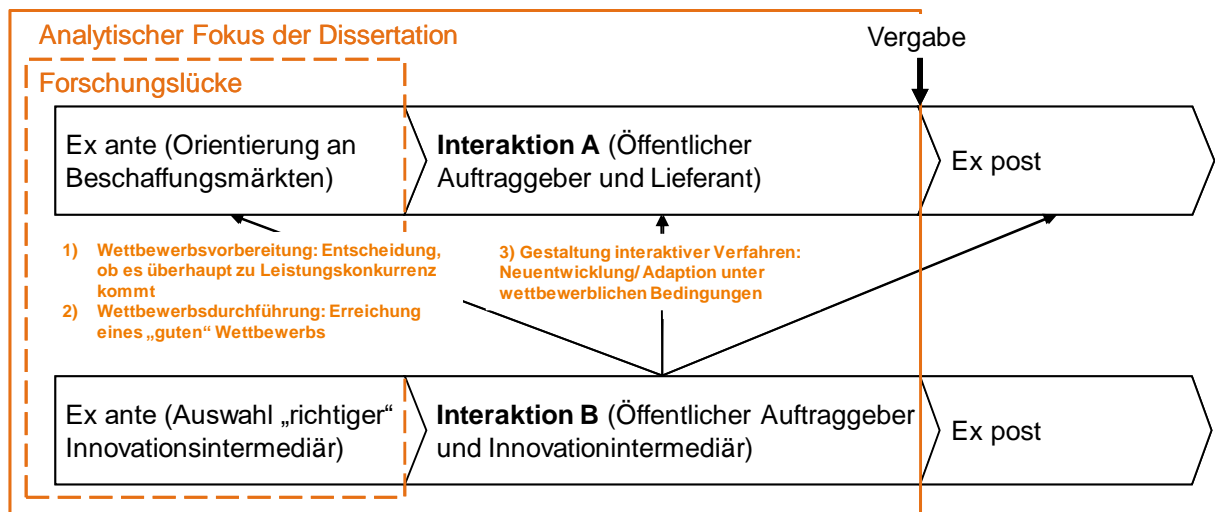 Analytischer Fokus der Dissertation
Vergabe
Forschungslücke
Ex ante (Orientierung an
Beschaffungsmärkten)
Interaktion A (Öffentlicher
Auftraggeber und Lieferant)
Ex post
1) Wettbewerbsvorbereitung: Entscheidung,
ob es überhaupt zu Leistungskonkurrenz
kommt
2) Wettbewerbsdurchführung: Erreichung
eines „guten“ Wettbewerbs
3) Gestaltung interaktiver Verfahren:
Neuentwicklung/ Adaption unter
wettbewerblichen Bedingungen
Ex ante (Auswahl „richtiger“
Innovationsintermediär)
Interaktion B (Öffentlicher Auftraggeber
und Innovationintermediär)
Ex post